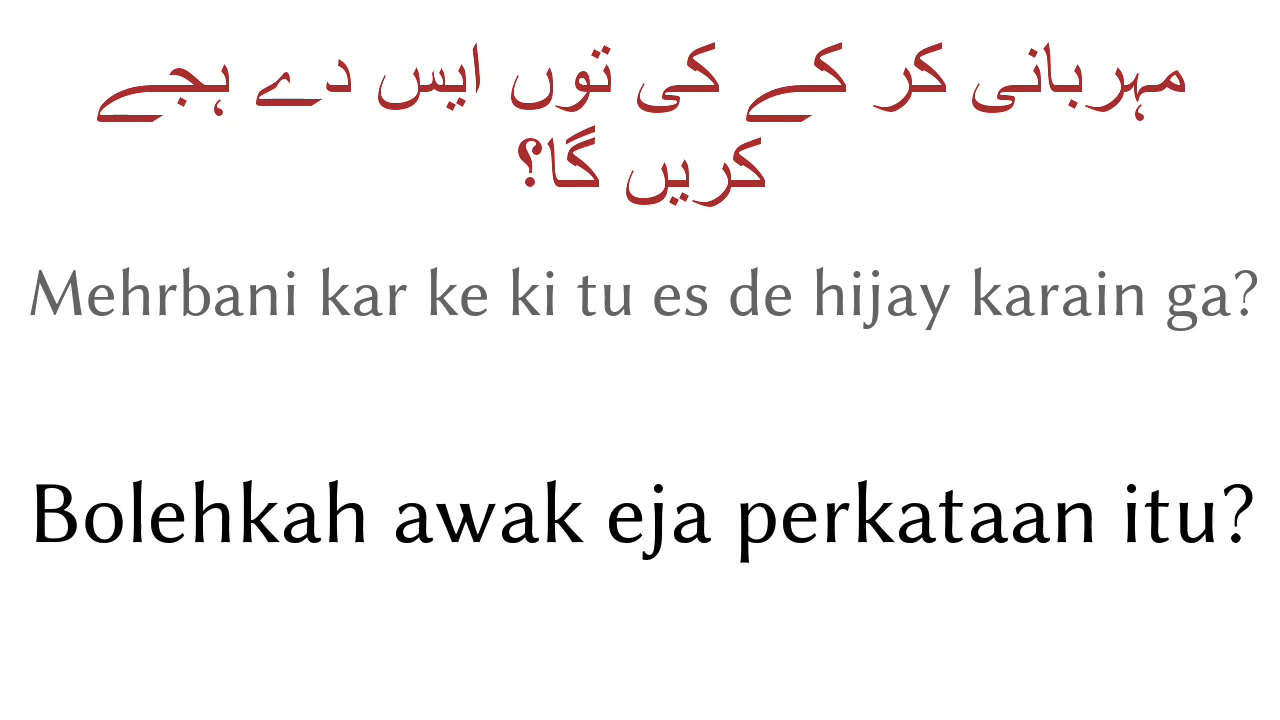 مہربانی کر کے کی توں ایس دے ہجے
کریں گا؟
Mehrbani kar ke ki tu es de hijay karain ga?
Bolehkah awak eja perkataan itu?